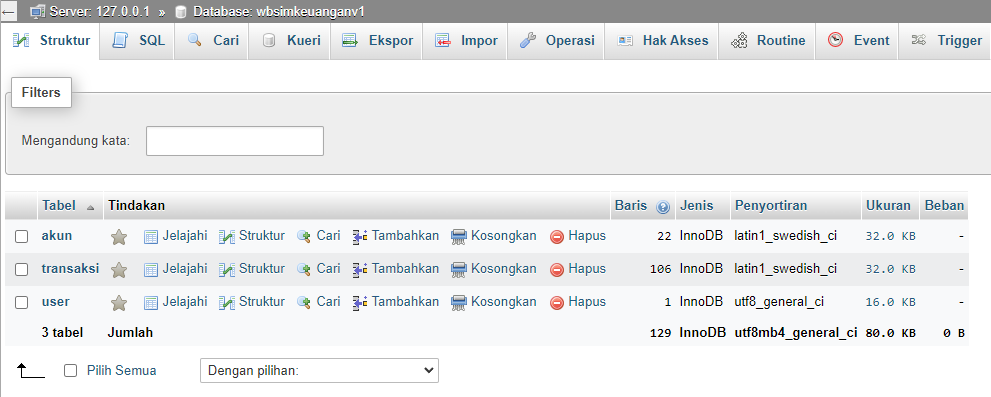 Server: 127.0.0.1 » Database: wbsimkeuanganv1
Struktur SQL Cari Kueri Ekspor Impor Operasi Hak Akses Routine Event Trigger
Filters
Mengandung kata:
Tabel Tindakan Baris Jenis Penyortiran Ukuran Beban
akun Jelajahi Struktur Cari Tambahkan Kosongkan Hapus 22 InnoDB latin1_swedish_ci 32.0 KB -
transaksi Jelajahi Struktur Cari Tambahkan Kosongkan Hapus 106 InnoDB latin1_swedish_ci 32.0 KB -
user Jelajahi Struktur Cari Tambahkan Kosongkan Hapus 1 InnoDB utf8_general_ci 16.0 KB -
3 tabel Jumlah 129 InnoDB utf8mb4_general_ci 80.0 KB 0 B
Pilih Semua Dengan pilihan: